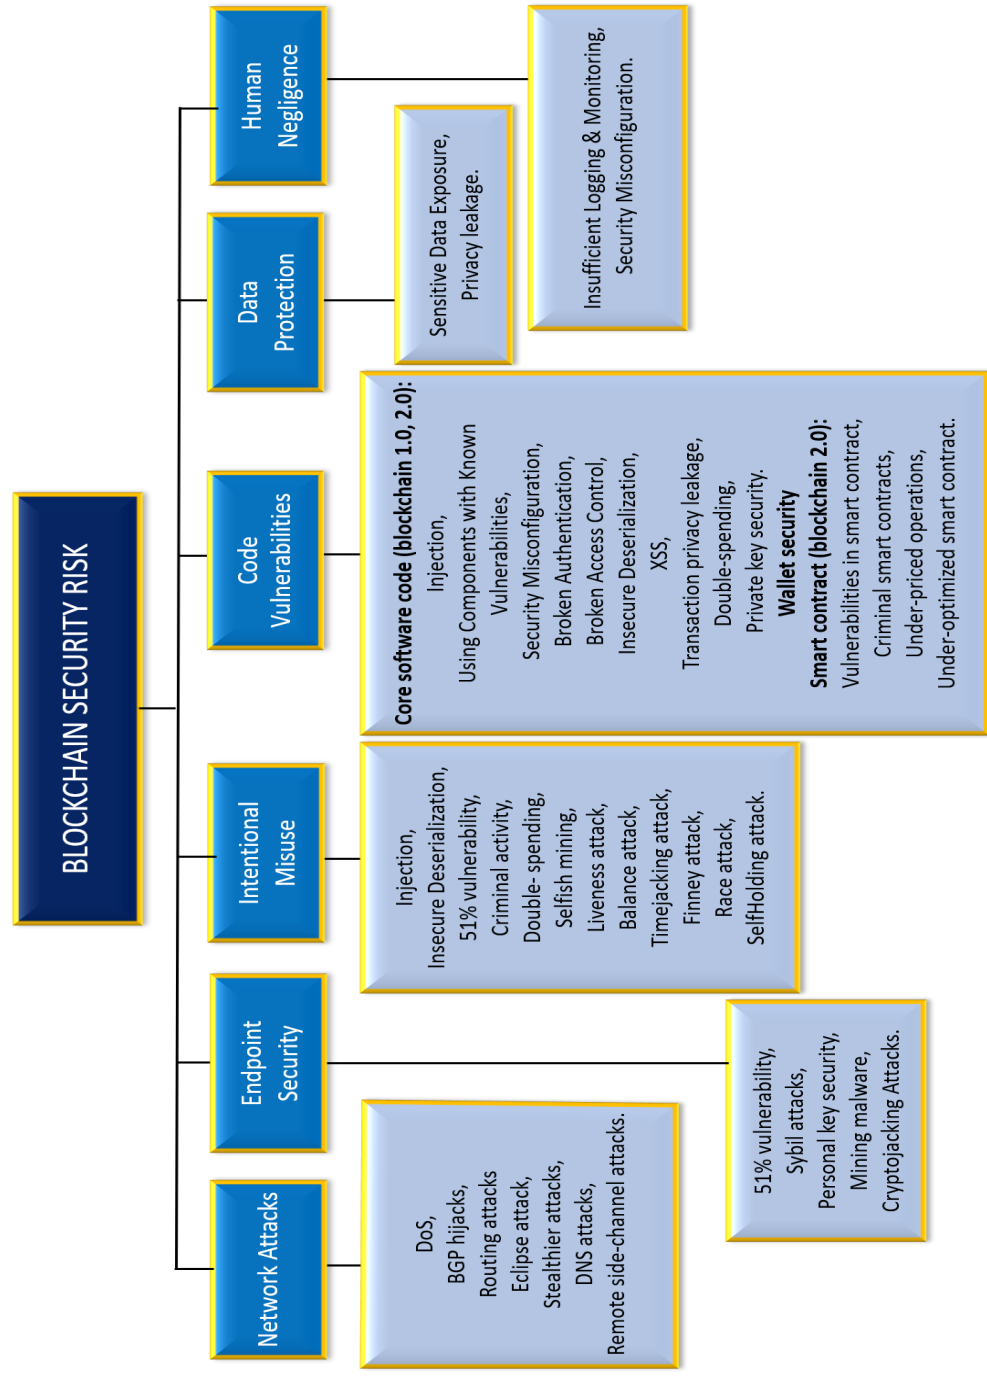 BLOCKCHAIN SECURITY RISK
Network Attacks
DoS,
BGP hijacks,
Routing attacks
Eclipse attack,
Stealthier attacks,
DNS attacks,
Remote side-channel attacks.
Endpoint
Security
51% vulnerability,
Sybil attacks,
Personal key security,
Mining malware,
Cryptojacking Attacks.
Intentional
Misuse
Injection,
Insecure Deserialization,
51% vulnerability,
Criminal activity,
Double- spending,
Selfish mining,
Liveness attack,
Balance attack,
Timejacking attack,
Finney attack,
Race attack,
SelfHolding attack.
Code
Vulnerabilities
Core software code (blockchain 1.0, 2.0):
Injection,
Using Components with Known
Vulnerabilities,
Security Misconfiguration,
Broken Authentication,
Broken Access Control,
Insecure Deserialization,
XSS,
Transaction privacy leakage,
Double-spending,
Private key security.
Wallet security
Smart contract (blockchain 2.0):
Vulnerabilities in smart contract,
Criminal smart contracts,
Under-priced operations,
Under-optimized smart contract.
Data
Protection
Sensitive Data Exposure,
Privacy leakage.
Human
Negligence
Insufficient Logging & Monitoring,
Security Misconfiguration.